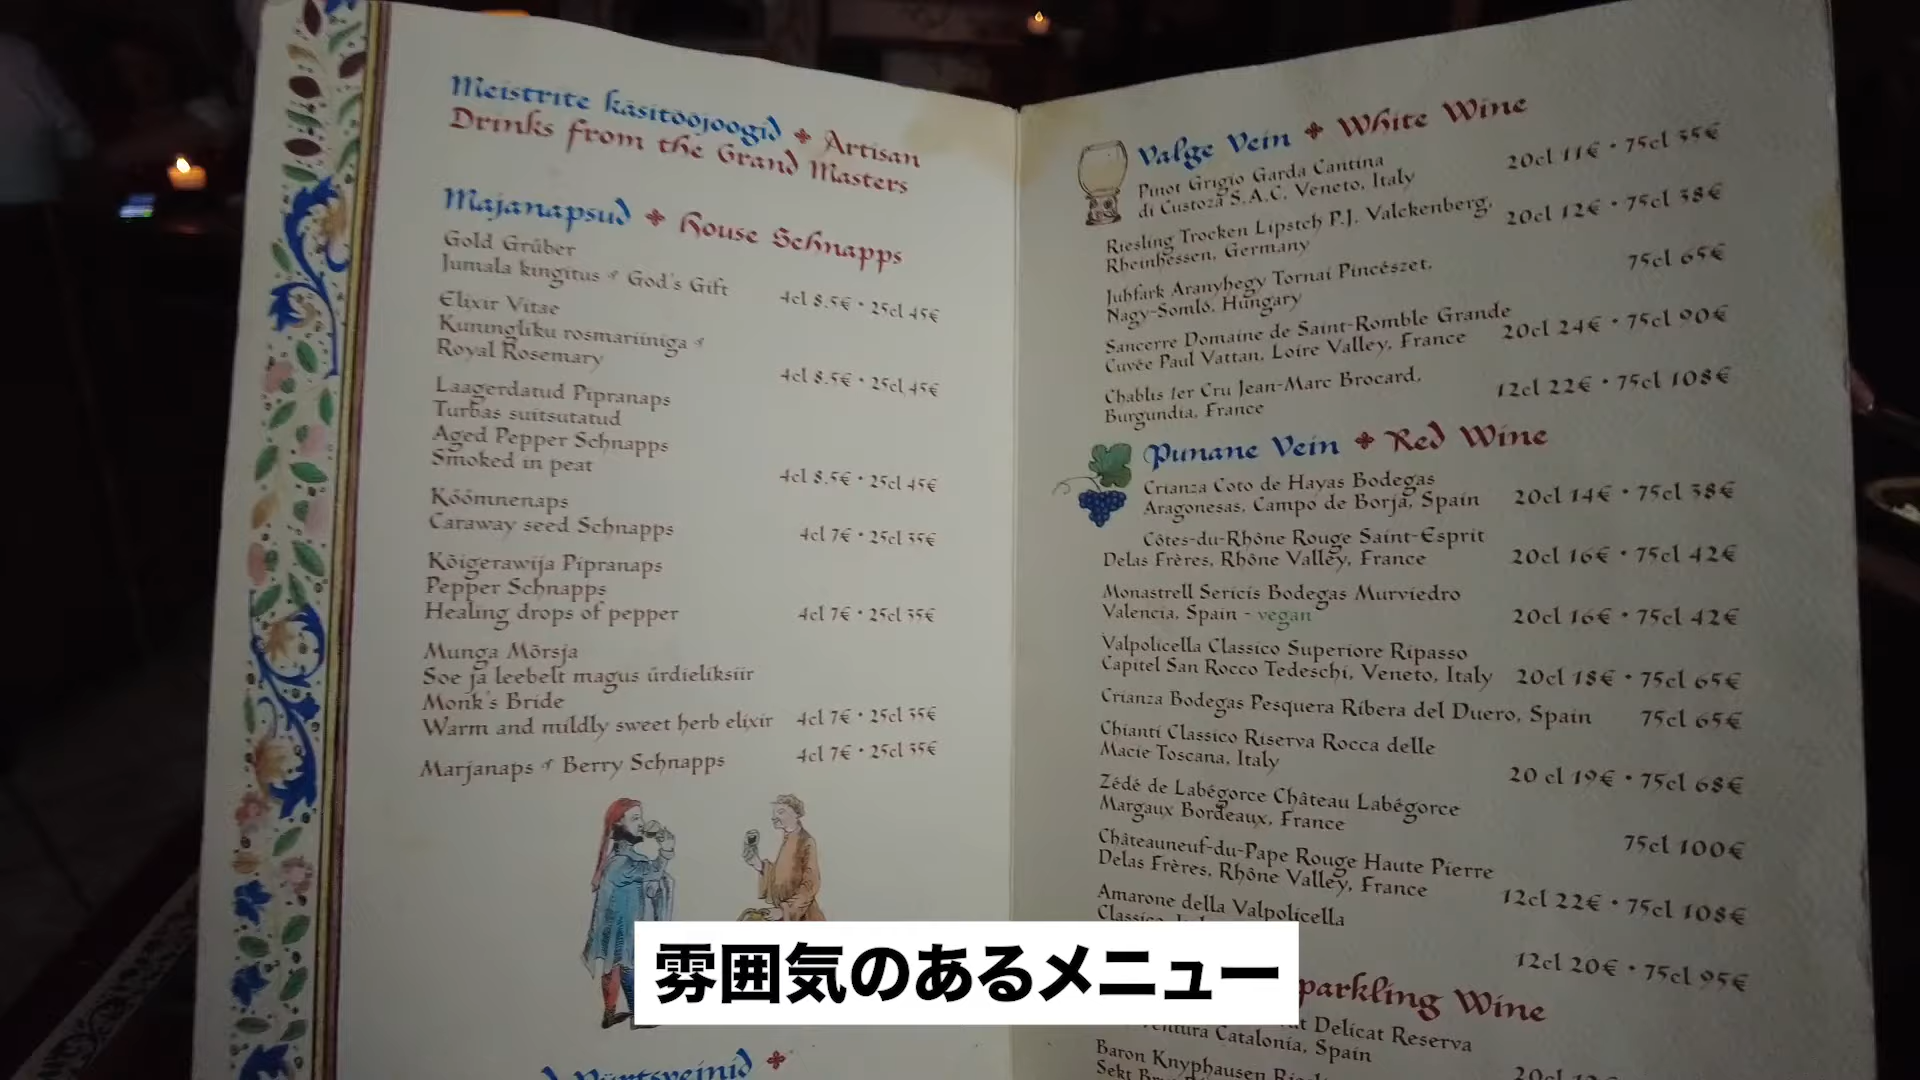 Meistrite käsitööjoogid ✤ Artisan
Drinks from the Grand Masters
Majanapsud ✤ House Schnapps
Gold Grüber
Jumala kingitus God's Gift
4cl 8.5€ • 25cl 45€
Elixir Vitae
Kuningliku rosmariiniga
Royal Rosemary
4cl 8.5€ • 25cl 45€
Laagerdatud Pipranaps
Turbas suitsutatud
Aged Pepper Schnapps
Smoked in peat
4cl 8.5€ • 25cl 45€
Köömnenaps
Caraway seed Schnapps 4cl 7€ • 25cl 35€
Kõigerawija Pipranaps
Pepper Schnapps
Healing drops of pepper 4cl 7€ • 25cl 35€
Munga Mõrsja
Soe ja leebelt magus ürdieliksiir
Monk's Bride
Warm and mildly sweet herb elixir 4cl 7€ • 25cl 35€
Marjanaps Berry Schnapps 4cl 7€ • 25cl 35€
Valge Vein ✤ White Wine
Pinot Grigio Garda Cantina
di Custoza S.A.C. Veneto, Italy 20cl 11€ • 75cl 35€
Riesling Trocken Lipstch P.J. Valckenberg,
Rheinhessen, Germany 20cl 12€ • 75cl 38€
Juhfark Aranyhegy Tornai Pincészet,
Nagy-Somló, Hungary 75cl 65€
Sancerre Domaine de Saint-Romble Grande
Cuvée Paul Vattan, Loire Valley, France 20cl 24€ • 75cl 90€
Chablis 1er Cru Jean-Marc Brocard,
Burgundia, France 12cl 22€ • 75cl 108€
Punane Vein ✤ Red Wine
Crianza Coto de Hayas Bodegas
Aragonesas, Campo de Borja, Spain 20cl 14€ • 75cl 38€
Côtes-du-Rhône Rouge Saint-Esprit
Delas Frères, Rhône Valley, France 20cl 16€ • 75cl 42€
Monastrell Sericis Bodegas Murviedro
Valencia, Spain - vegan 20cl 16€ • 75cl 42€
Valpolicella Classico Superiore Ripasso
Capitel San Rocco Tedeschi, Veneto, Italy 20cl 18€ • 75cl 65€
Crianza Bodegas Pesquera Ribera del Duero, Spain 75cl 65€
Chianti Classico Riserva Rocca delle
Macie Toscana, Italy 20 cl 19€ • 75cl 68€
Zédé de Labégorce Château Labégorce
Margaux Bordeaux, France 75cl 100€
Châteauneuf-du-Pape Rouge Haute Pierre
Delas Frères, Rhône Valley, France 12cl 22€ • 75cl 108€
Amarone della Valpolicella
12cl 20€ • 75cl 95€
parkling Wine
Delicat Reserva
Catalonia, Spain
Baron Knyphausen
Sekt
雰囲気のあるメニュー